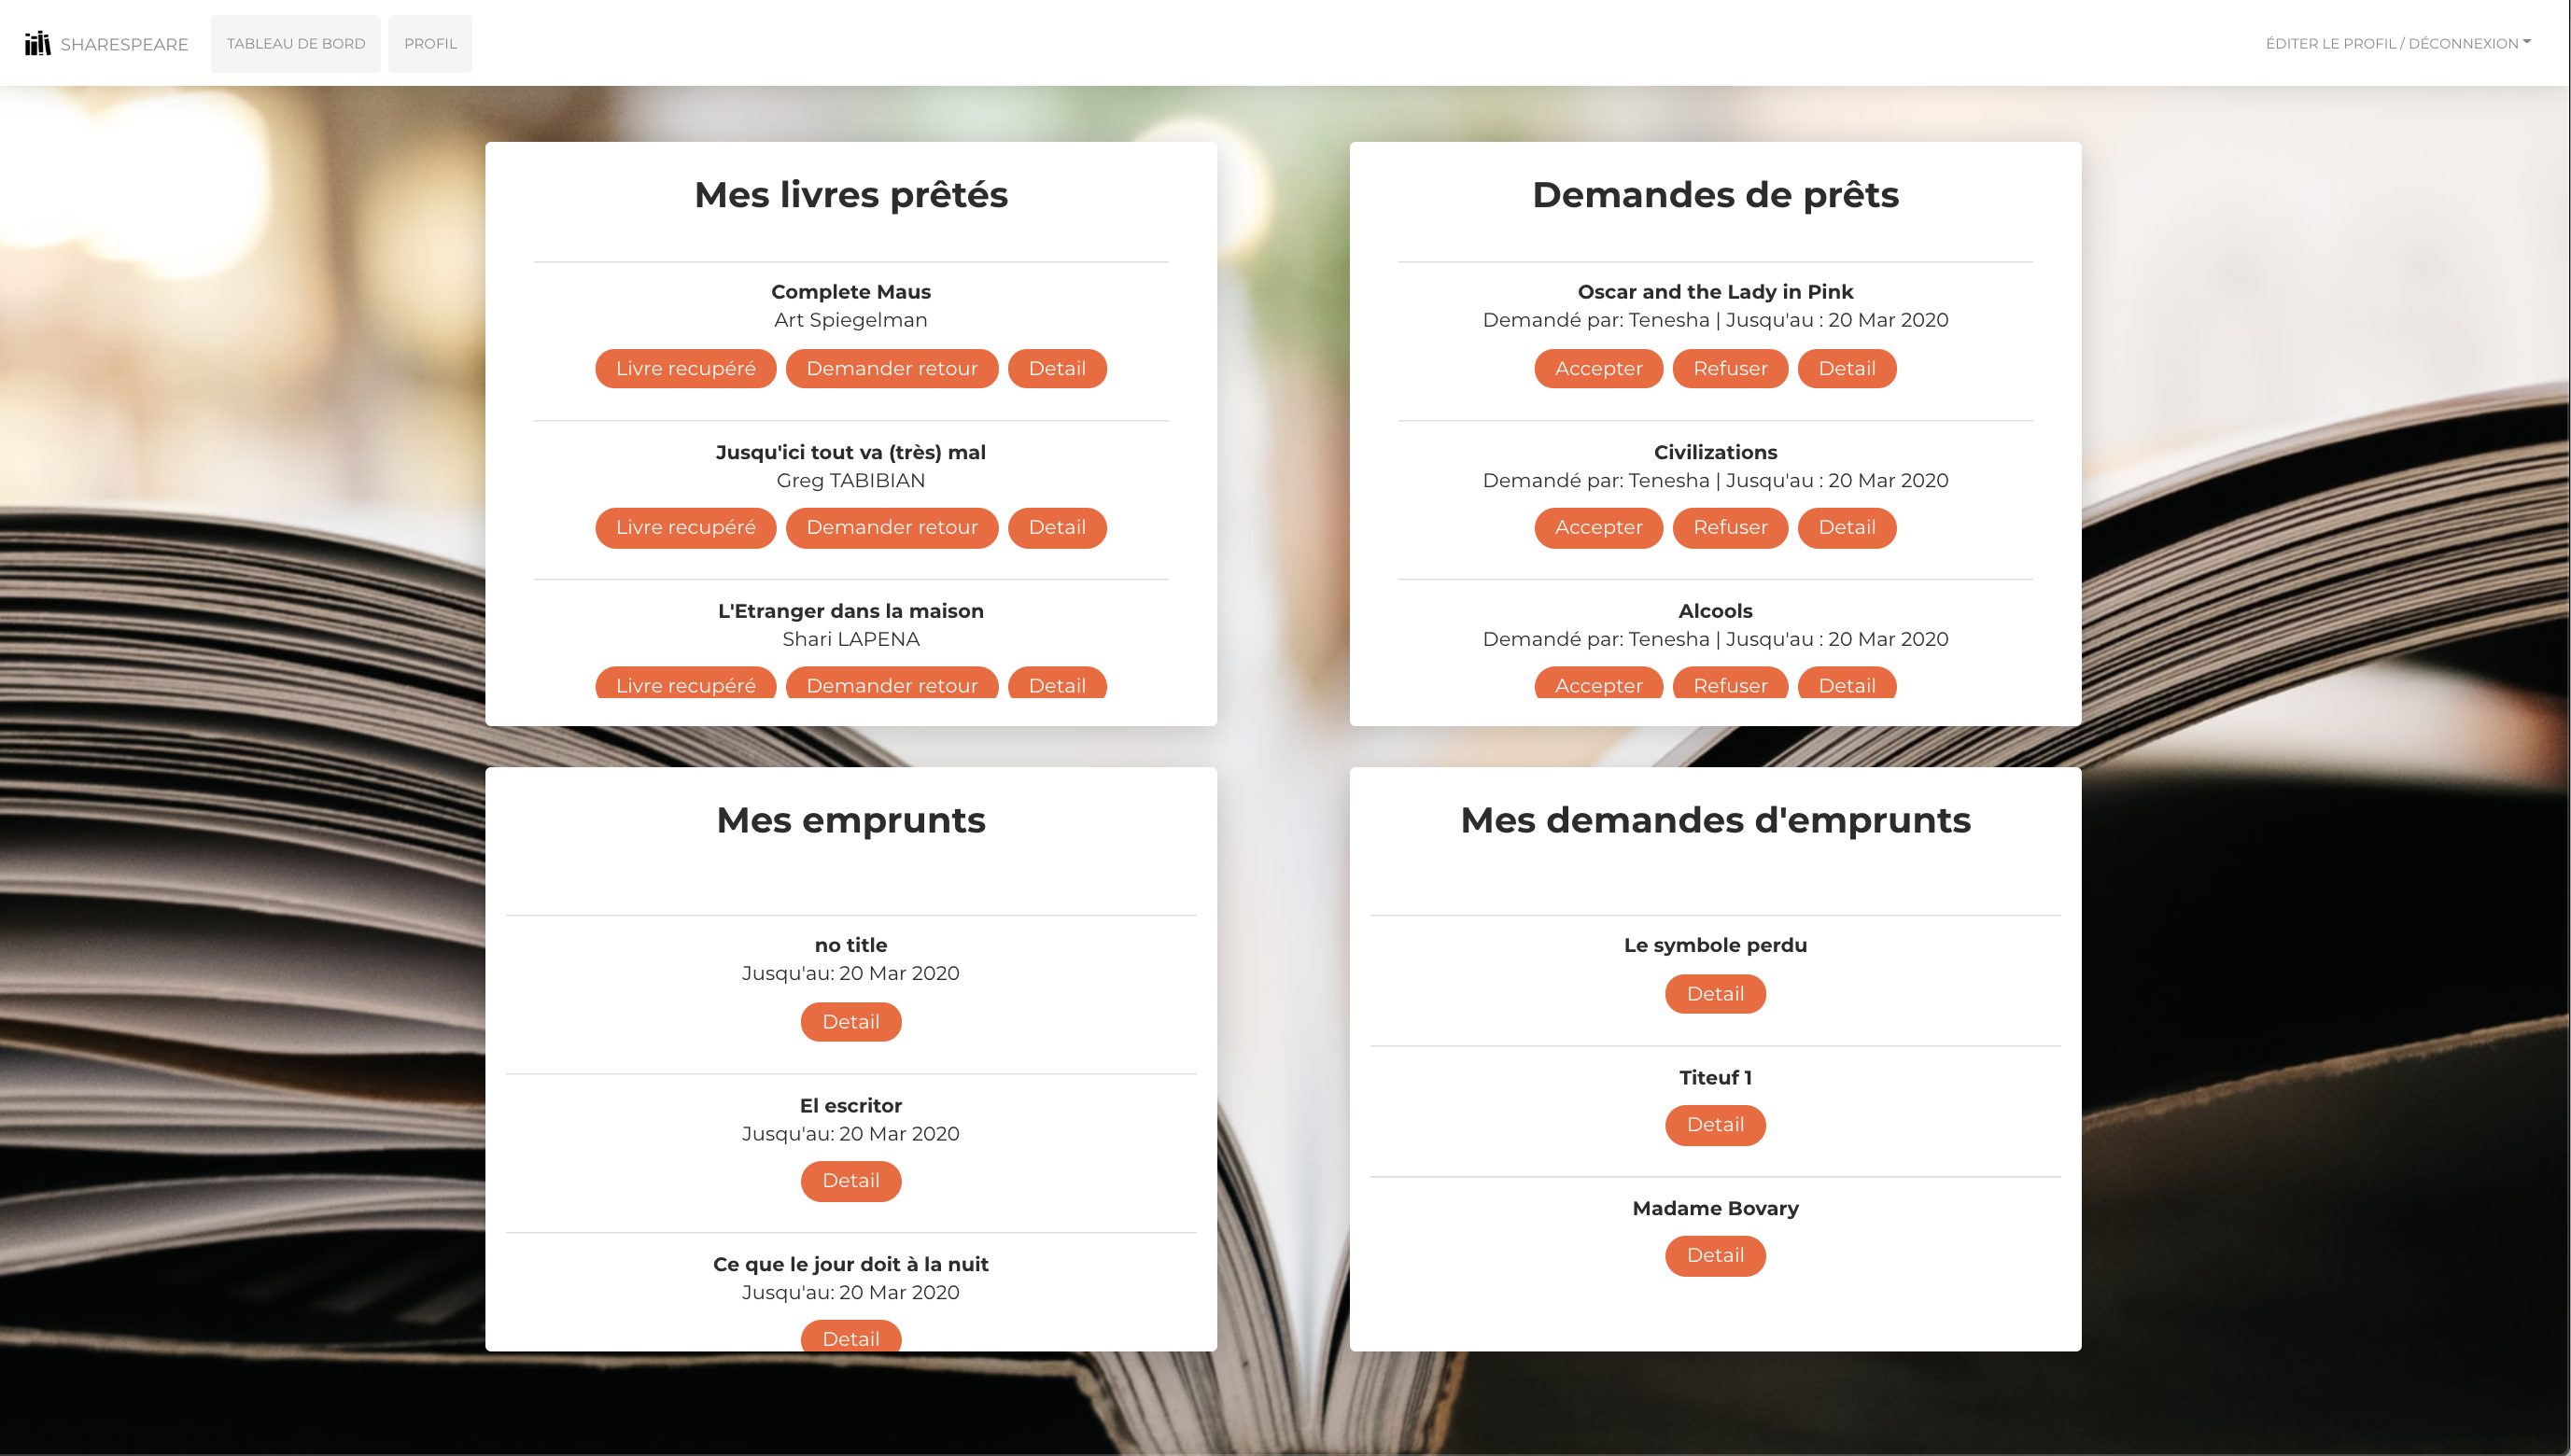 SHARESPEARE TABLEAU DE BORD PROFIL ÉDITER LE PROFIL / DÉCONNEXION
Mes livres prêtés
Complete Maus
Art Spiegelman
Livre recupéré Demander retour Detail
Jusqu'ici tout va (très) mal
Greg TABIBIAN
Livre recupéré Demander retour Detail
L'Etranger dans la maison
Shari LAPENA
Livre recupéré Demander retour Detail
Demandes de prêts
Oscar and the Lady in Pink
Demandé par: Tenesha | Jusqu'au : 20 Mar 2020
Accepter Refuser Detail
Civilizations
Demandé par: Tenesha | Jusqu'au : 20 Mar 2020
Accepter Refuser Detail
Alcools
Demandé par: Tenesha | Jusqu'au : 20 Mar 2020
Accepter Refuser Detail
Mes emprunts
no title
Jusqu'au: 20 Mar 2020
Detail
El escritor
Jusqu'au: 20 Mar 2020
Detail
Ce que le jour doit à la nuit
Jusqu'au: 20 Mar 2020
Detail
Mes demandes d'emprunts
Le symbole perdu
Detail
Titeuf 1
Detail
Madame Bovary
Detail